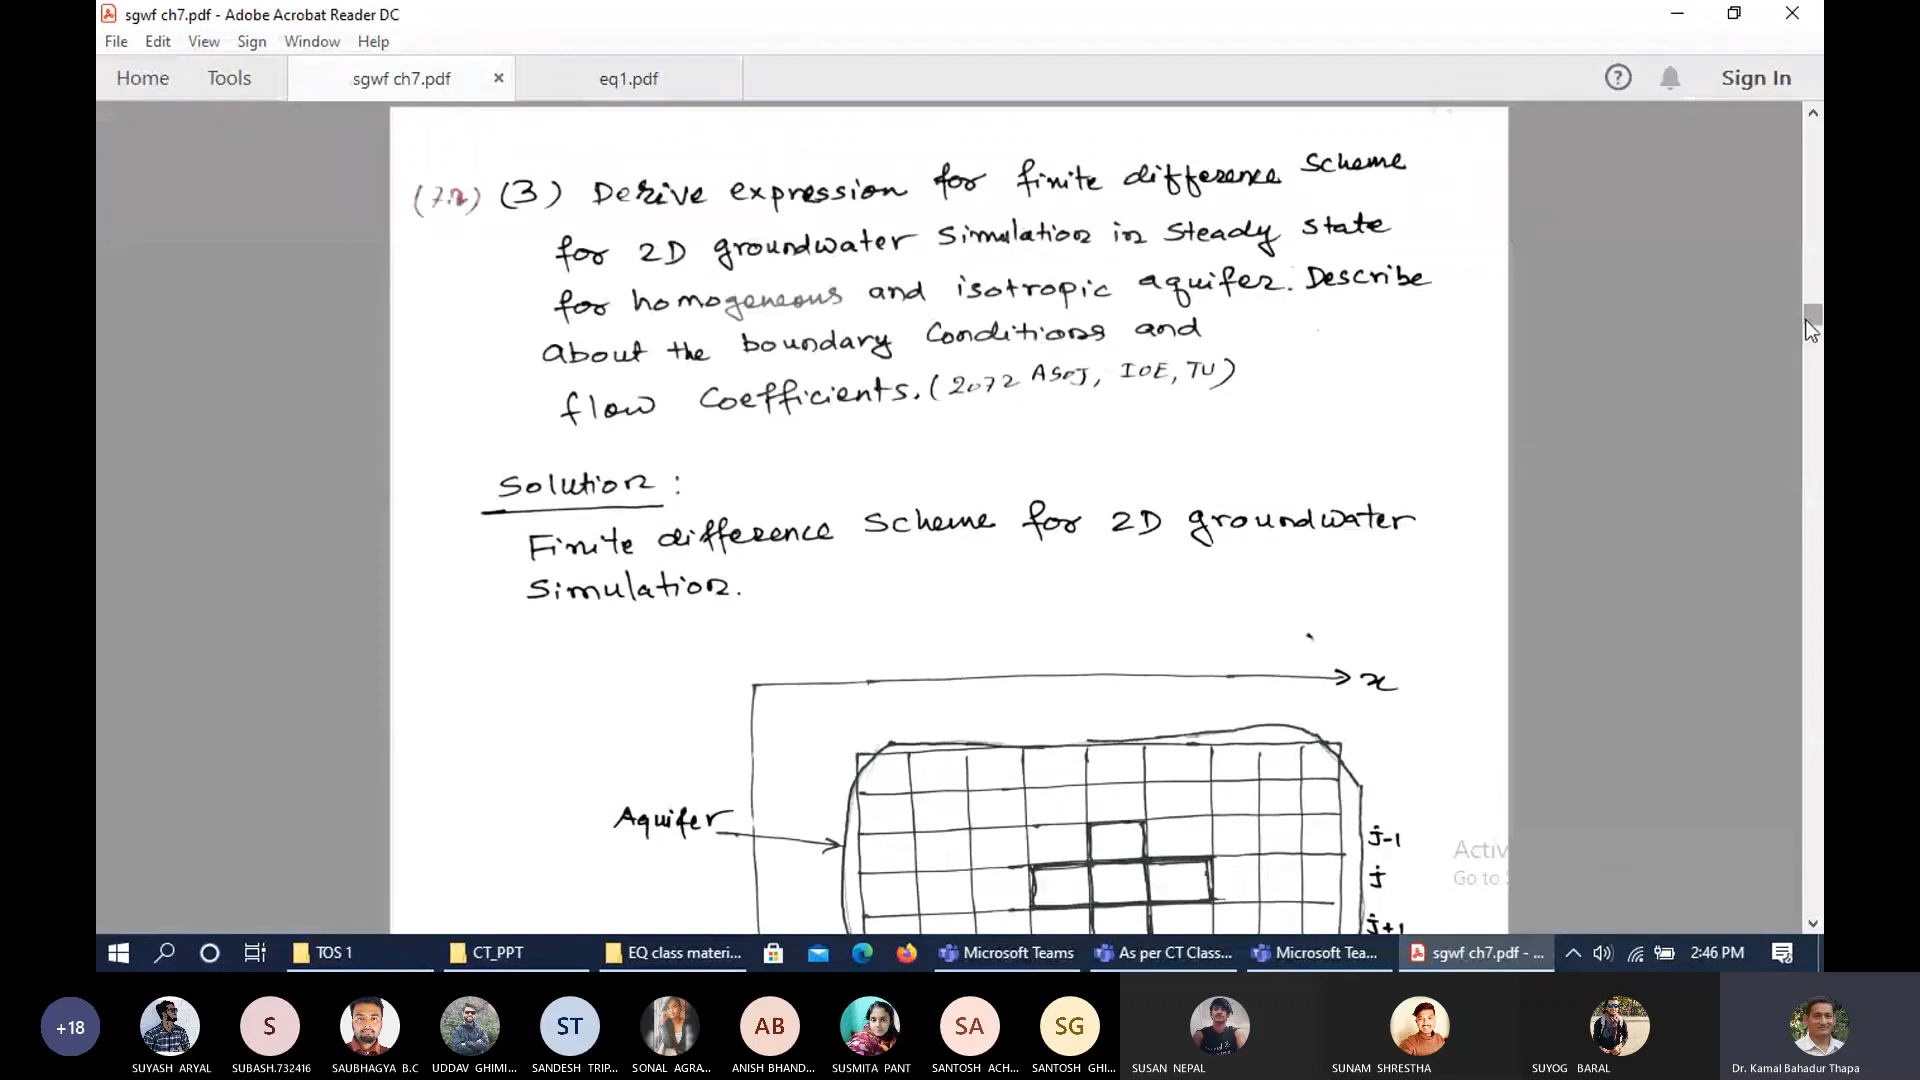 sgwf ch7.pdf - Adobe Acrobat Reader DC
File Edit View Sign Window Help
Home Tools sgwf ch7.pdf × eq1.pdf ? Sign In
(7.2) (3) Derive expression for finite difference scheme
for 2D groundwater simulation in steady state
for homogeneous and isotropic aquifer. Describe
about the boundary conditions and
flow coefficients. (2072 IOE, TU)
Solution :
Finite difference scheme for 2D groundwater
simulation.
x
Aquifer
j-1
j
j+1
Activ
Go to
TOS 1 CT_PPT EQ class materi... Microsoft Teams As per CT Class... Microsoft Tea... sgwf ch7.pdf - ... 2:46 PM
+18 S ST AB SA SG
SUYASH ARYAL SUBASH.732416 SAUBHAGYA B.C UDDAV GHIMI... SANDESH TRIP... SONAL AGRA... ANISH BHAND... SUSMITA PANT SANTOSH ACH... SANTOSH GHI... SUSAN NEPAL SUNAM SHRESTHA SUYOG BARAL Dr. Kamal Bahadur Thapa